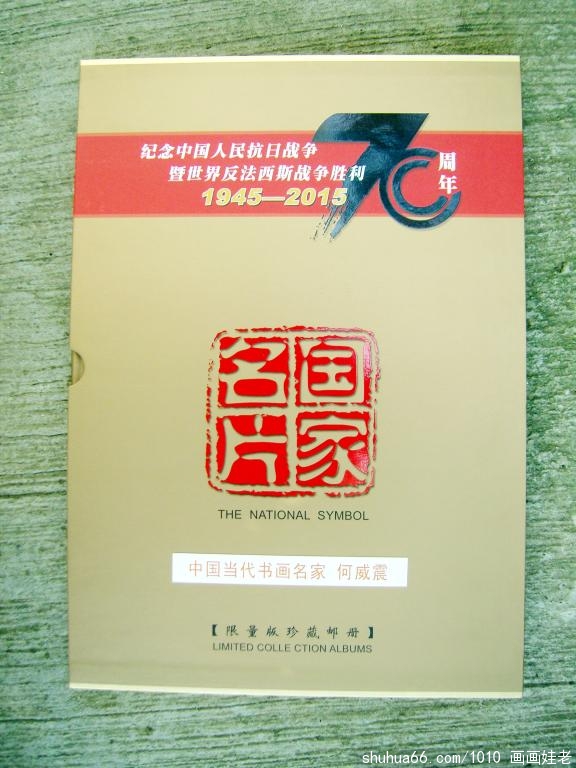 纪念中国人民抗日战争
暨世界反法西斯战争胜利
1945—2015
70
周年
国家
名片
THE NATIONAL SYMBOL
中国当代书画名家 何威震
【限量版珍藏邮册】
LIMITED COLLE CTION ALBUMS
shuhua66.com/1010 画画娃老